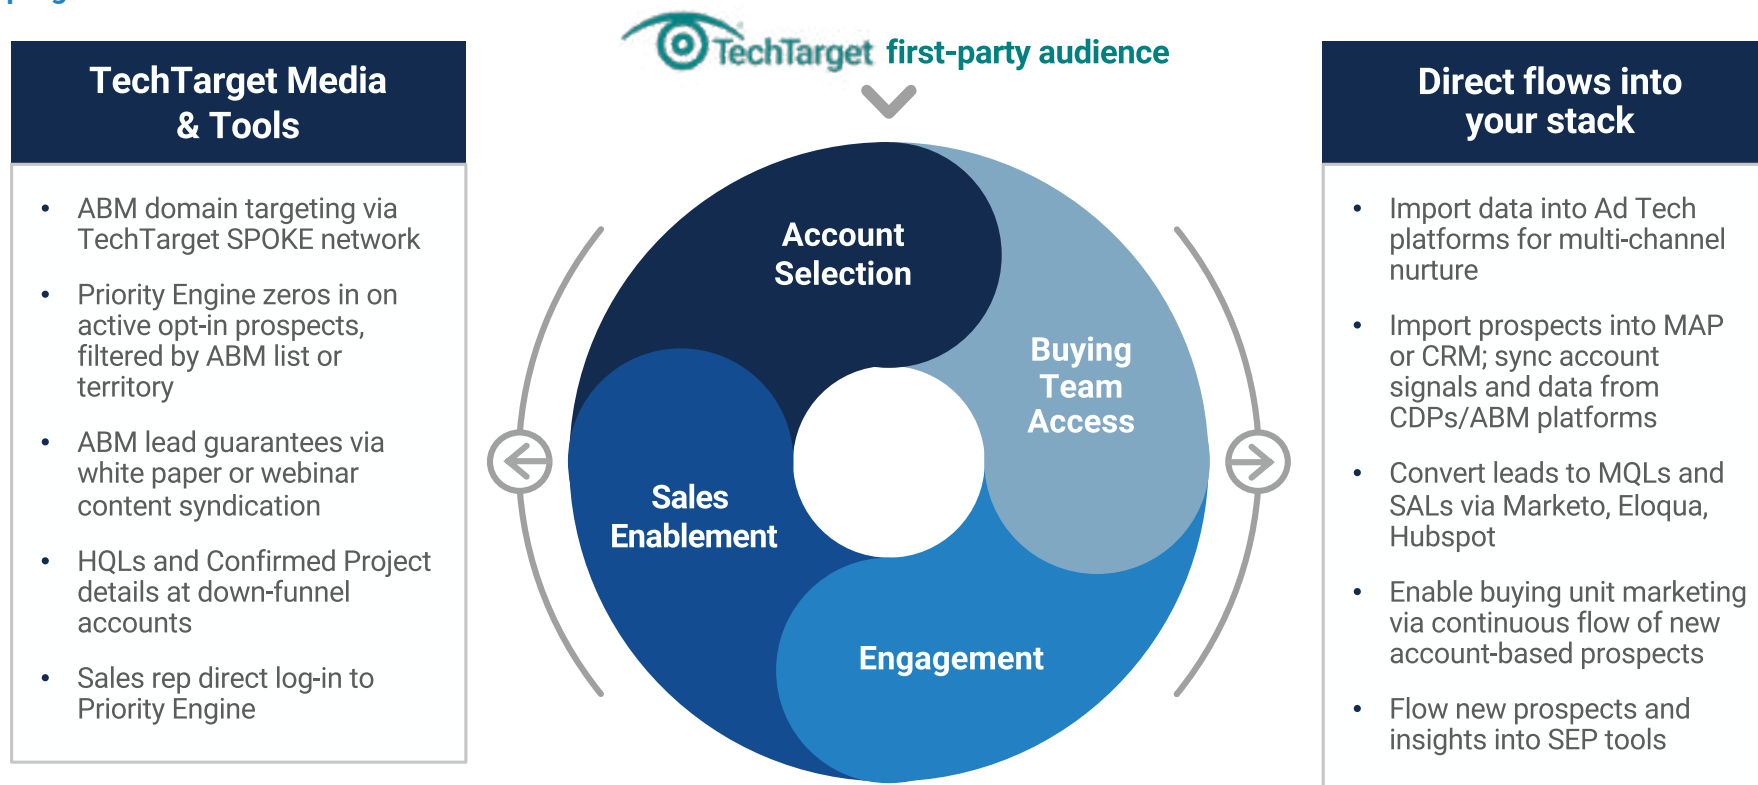 TechTarget first-party audience
TechTarget Media
& Tools
• ABM domain targeting via
TechTarget SPOKE network
• Priority Engine zeros in on
active opt-in prospects,
filtered by ABM list or
territory
• ABM lead guarantees via
white paper or webinar
content syndication
• HQLs and Confirmed Project
details at down-funnel
accounts
• Sales rep direct log-in to
Priority Engine
Account
Selection
Buying
Team
Access
Engagement
Sales
Enablement
Direct flows into
your stack
• Import data into Ad Tech
platforms for multi-channel
nurture
• Import prospects into MAP
or CRM; sync account
signals and data from
CDPs/ABM platforms
• Convert leads to MQLs and
SALs via Marketo, Eloqua,
Hubspot
• Enable buying unit marketing
via continuous flow of new
account-based prospects
• Flow new prospects and
insights into SEP tools